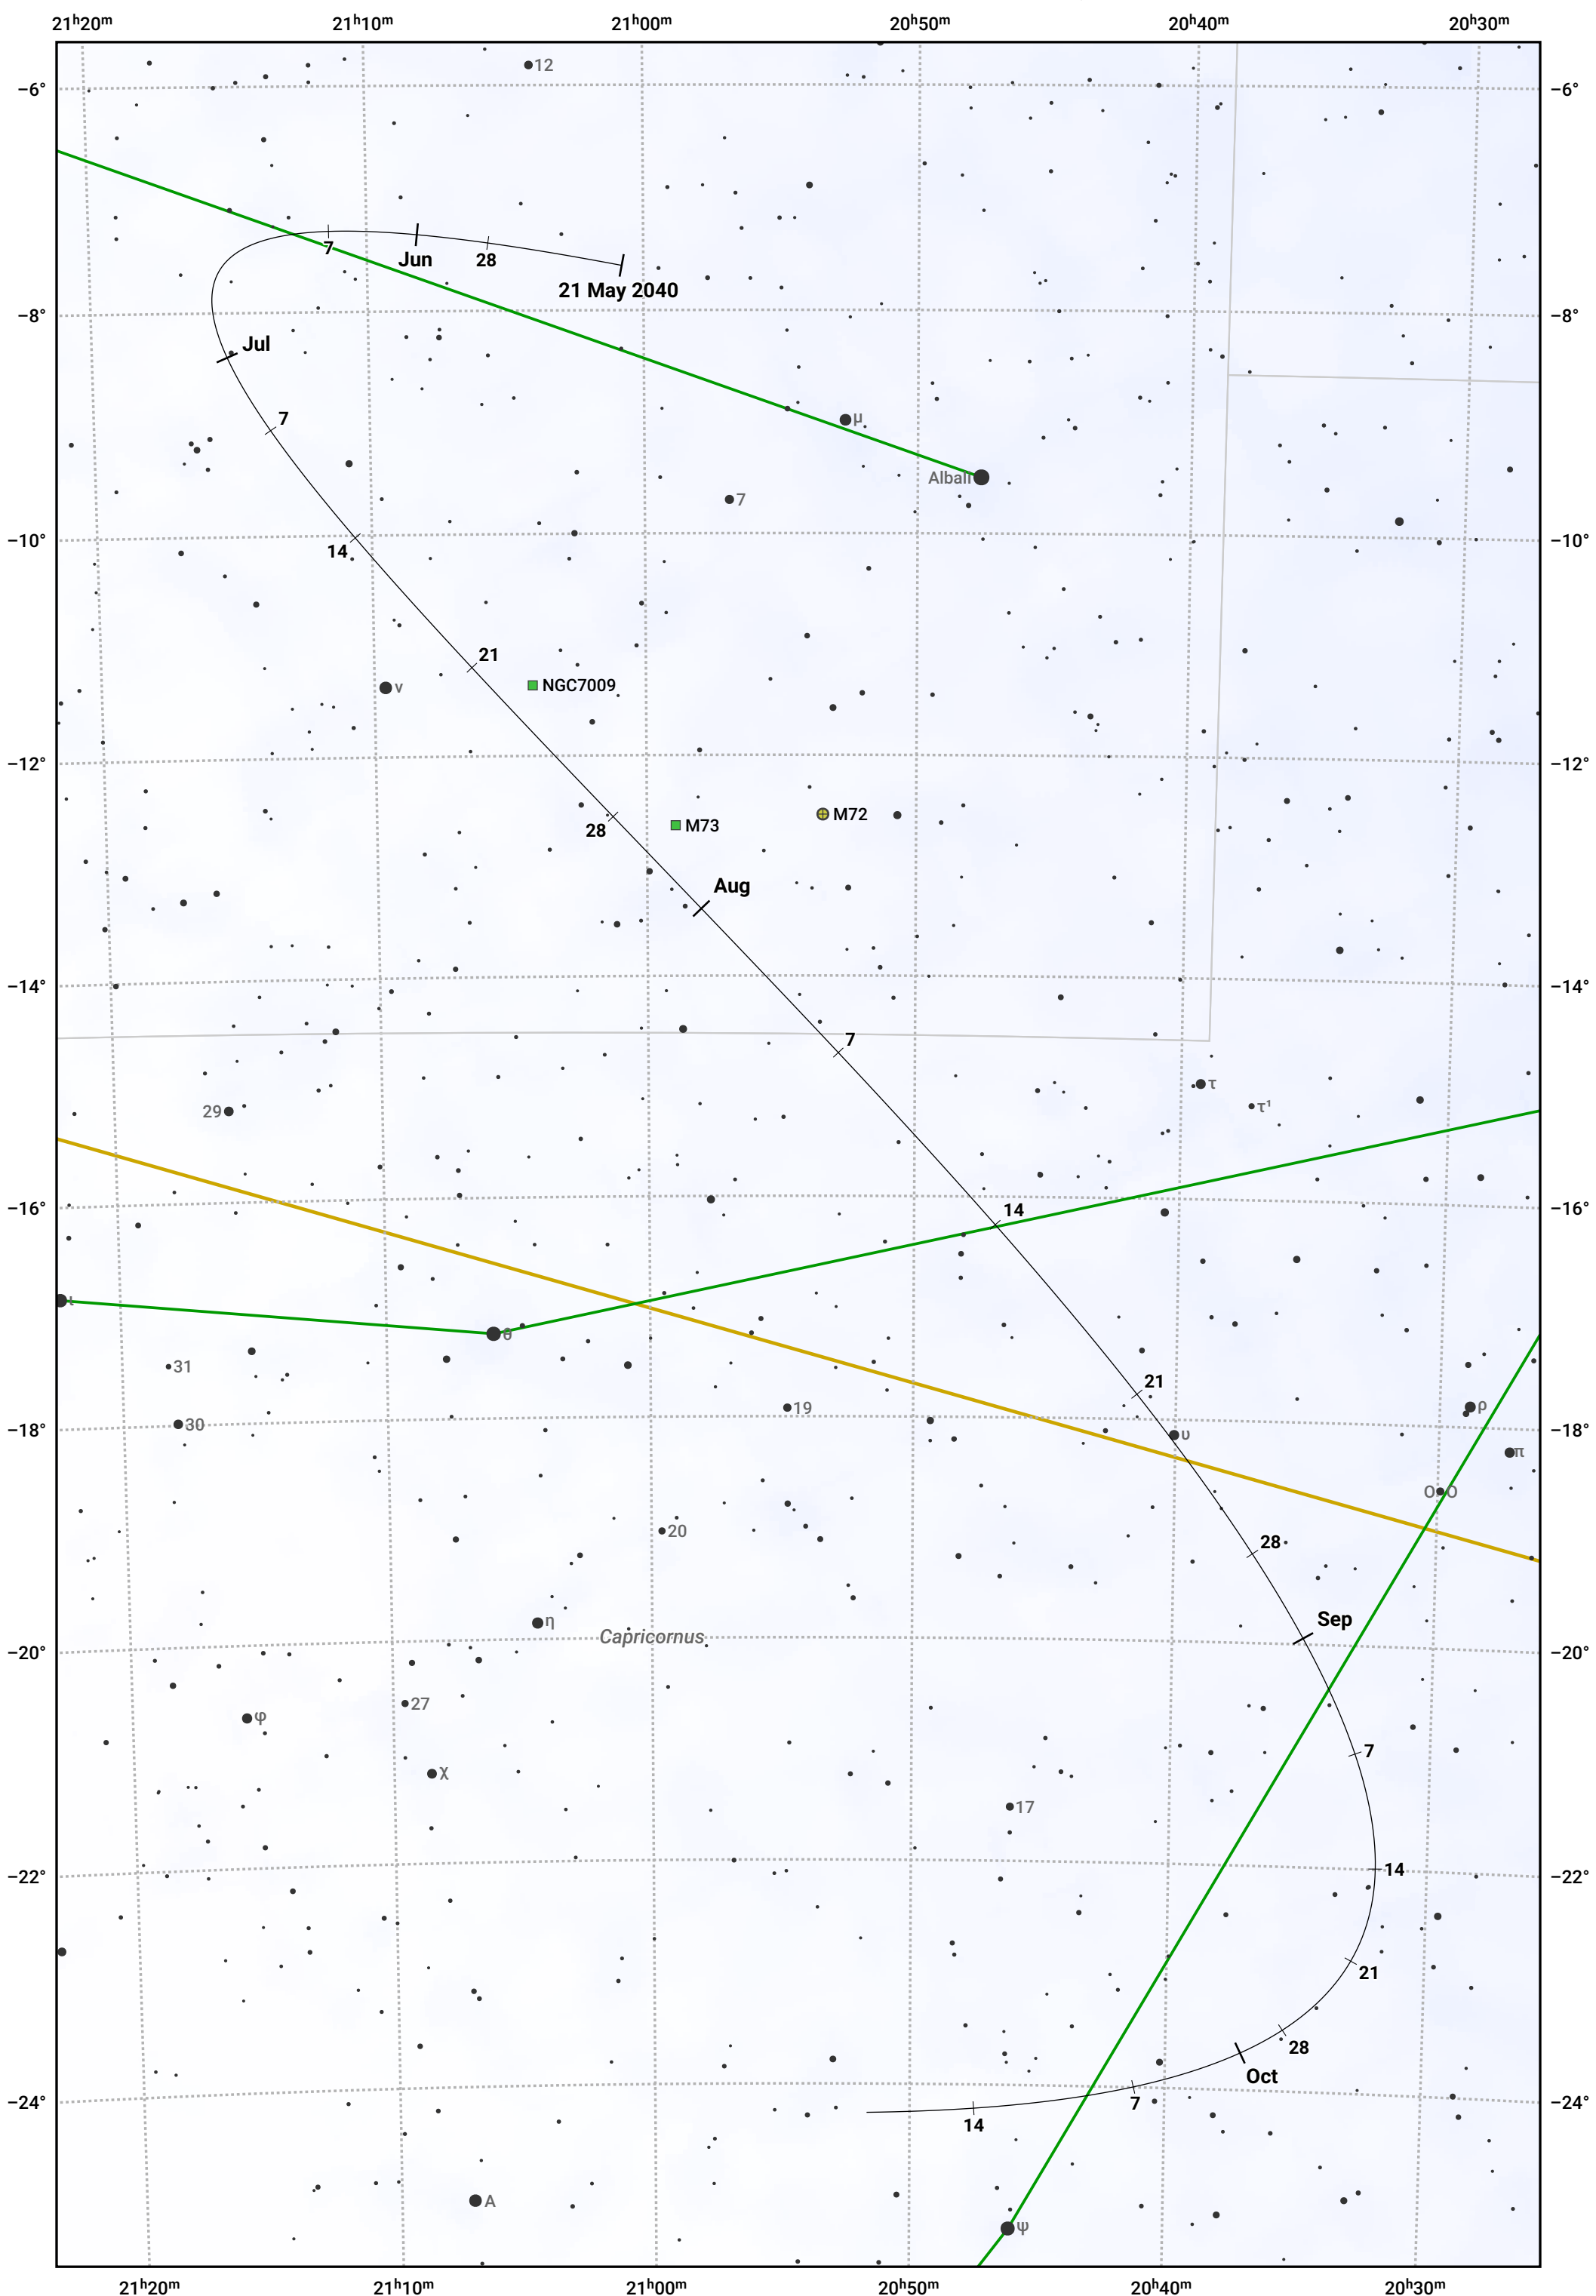 21ʰ20ᵐ 21ʰ10ᵐ 21ʰ00ᵐ 20ʰ50ᵐ 20ʰ40ᵐ 20ʰ30ᵐ
12
−6° −6°
7 Jun 28
21 May 2040
−8° −8°
Jul
7
μ
Albali
7
−10° −10°
14
21
NGC7009
ν
−12° −12°
M72
28 M73
Aug
−14° −14°
7
τ
29 τ¹
−16° −16°
14
ι θ
31
21
19 ρ
−18° 30 −18°
υ
π
ο ο
20
28
Sep
η
Capricornus
−20° −20°
27
φ
7
χ
17
14
−22° −22°
21
28
Oct
−24° 7 −24°
14
A
ψ
21ʰ20ᵐ 21ʰ10ᵐ 21ʰ00ᵐ 20ʰ50ᵐ 20ʰ40ᵐ 20ʰ30ᵐ